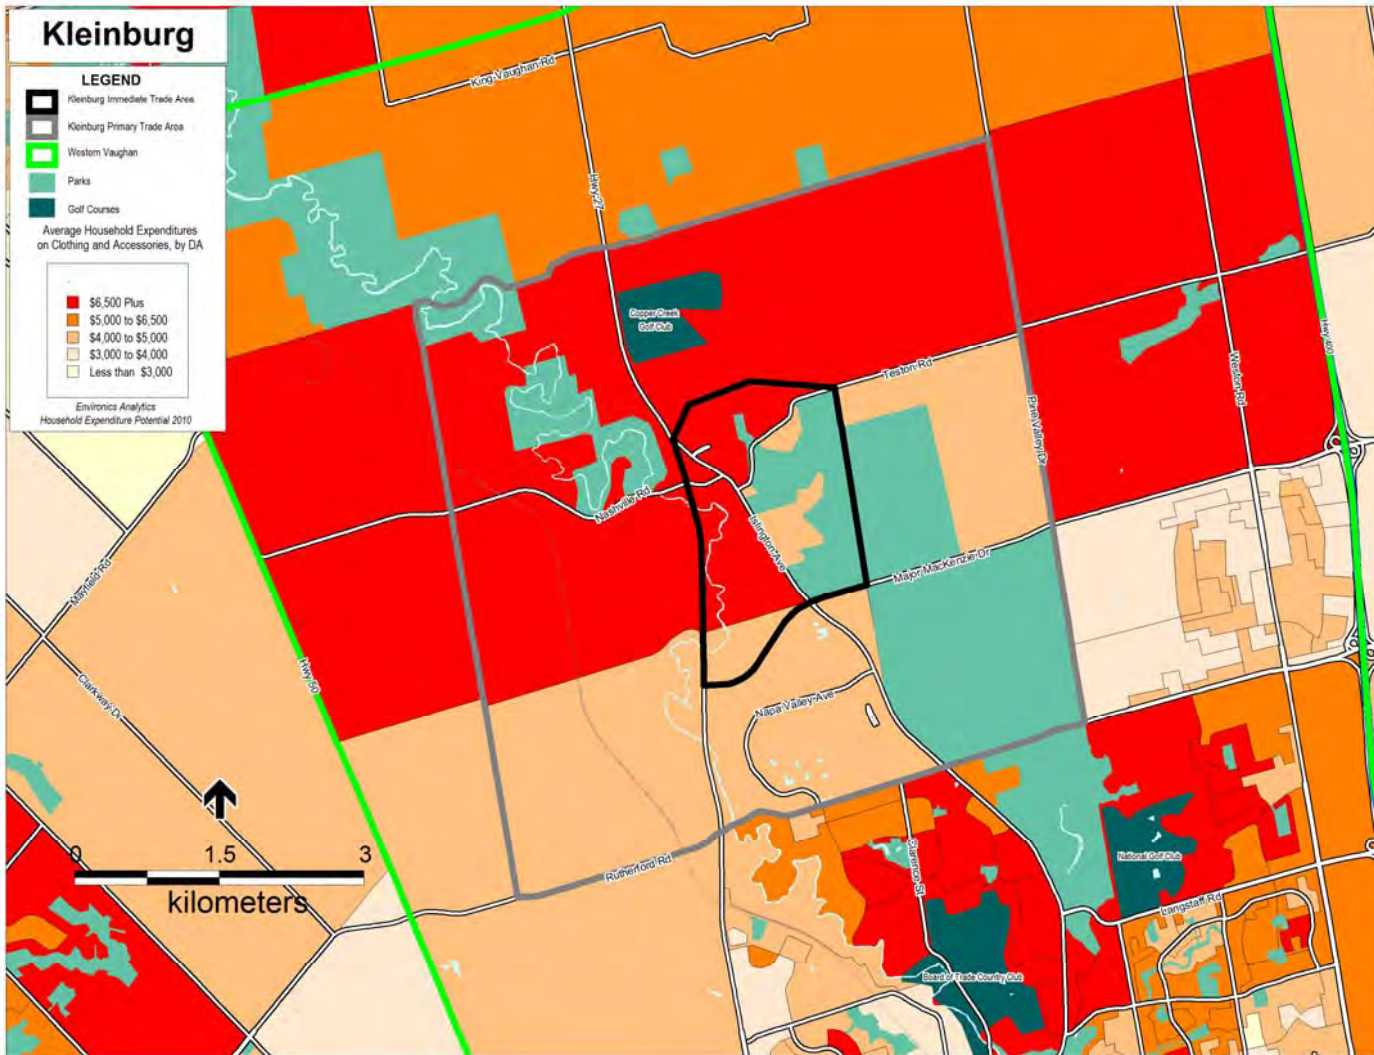 Kleinburg
LEGEND
Kleinburg Immediate Trade Area
Kleinburg Primary Trade Area
Western Vaughan
Parks
Golf Courses
Average Household Expenditures
on Clothing and Accessories, by DA
$6,500 Plus
$5,000 to $6,500
$4,000 to $5,000
$3,000 to $4,000
Less than $3,000
Environics Analytics
Household Expenditure Potential 2010
King-Vaughan Rd
Hwy 27
Copper Creek
Golf Club
Teston Rd
Hwy 400
Weston Rd
Pine Valley Dr
Nashville Rd
Islington Ave
Major MacKenzie Dr
Mayfield Rd
Hwy 50
Clarkway Dr
Napa Valley Ave
Rutherford Rd
Clarence St
National Golf Club
Langstaff Rd
Board of Trade Country Club
0 1.5 3
kilometers